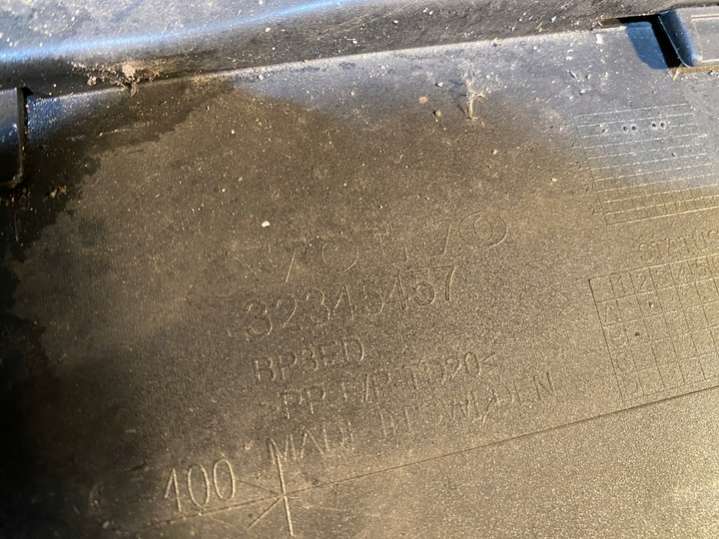 VOLVO
32345457
BP3ED
>PP+E/P-TD20<
MADE IN SWEDEN
400